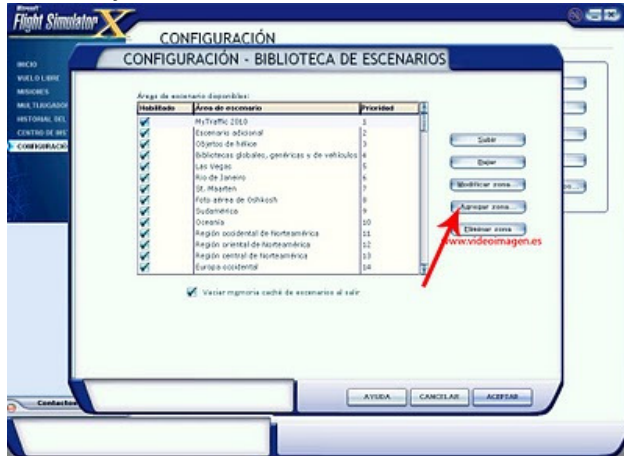 Microsoft
Flight Simulator X
CONFIGURACIÓN
CONFIGURACIÓN - BIBLIOTECA DE ESCENARIOS
INICIO
VUELO LIBRE
MISIONES
MULTIJUGADOR
HISTORIAL DEL
CENTRO DE INS
CONFIGURACIÓ
Áreas de escenario disponibles:
Habilitado Área de escenario Prioridad
MyTraffic 2010 1
Escenario adicional 2
Objetos de hélice 3
Bibliotecas globales, genéricas y de vehículos 4
Las Vegas 5
Río de Janeiro 6
St. Maarten 7
Foto aérea de Oshkosh 8
Sudamérica 9
Oceanía 10
Región occidental de Norteamérica 11
Región oriental de Norteamérica 12
Región central de Norteamérica 13
Europa occidental 14
Subir
Bajar
Modificar zona...
Agregar zona...
Eliminar zona
www.videoimagen.es
Vaciar memoria caché de escenarios al salir
AYUDA CANCELAR ACEPTAR